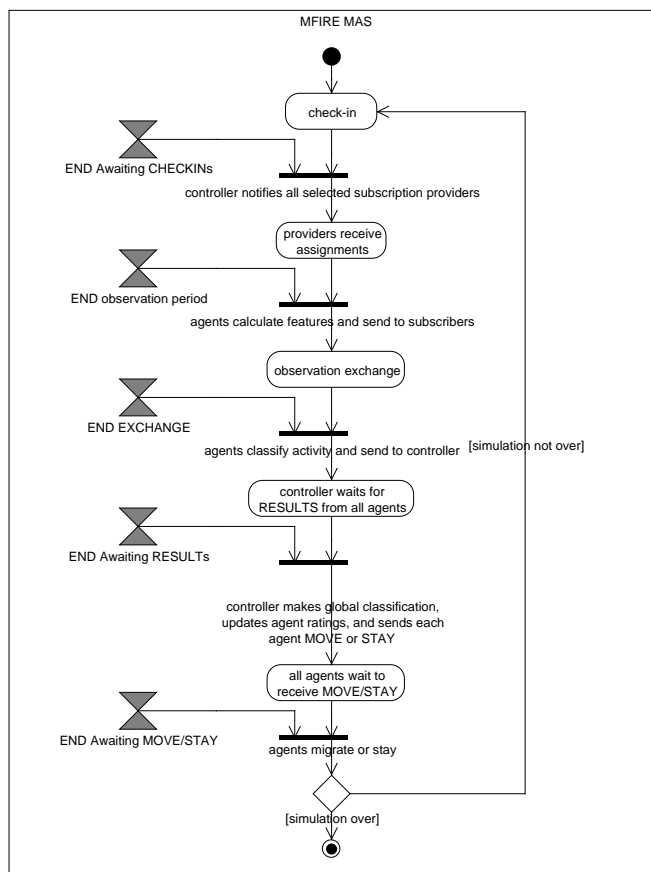 MFIRE MAS
check-in
END Awaiting CHECKINs
controller notifies all selected subscription providers
providers receive
assignments
END observation period
agents calculate features and send to subscribers
observation exchange
END EXCHANGE
agents classify activity and send to controller
[simulation not over]
controller waits for
RESULTS from all agents
END Awaiting RESULTs
controller makes global classification,
updates agent ratings, and sends each
agent MOVE or STAY
all agents wait to
receive MOVE/STAY
END Awaiting MOVE/STAY
agents migrate or stay
[simulation over]